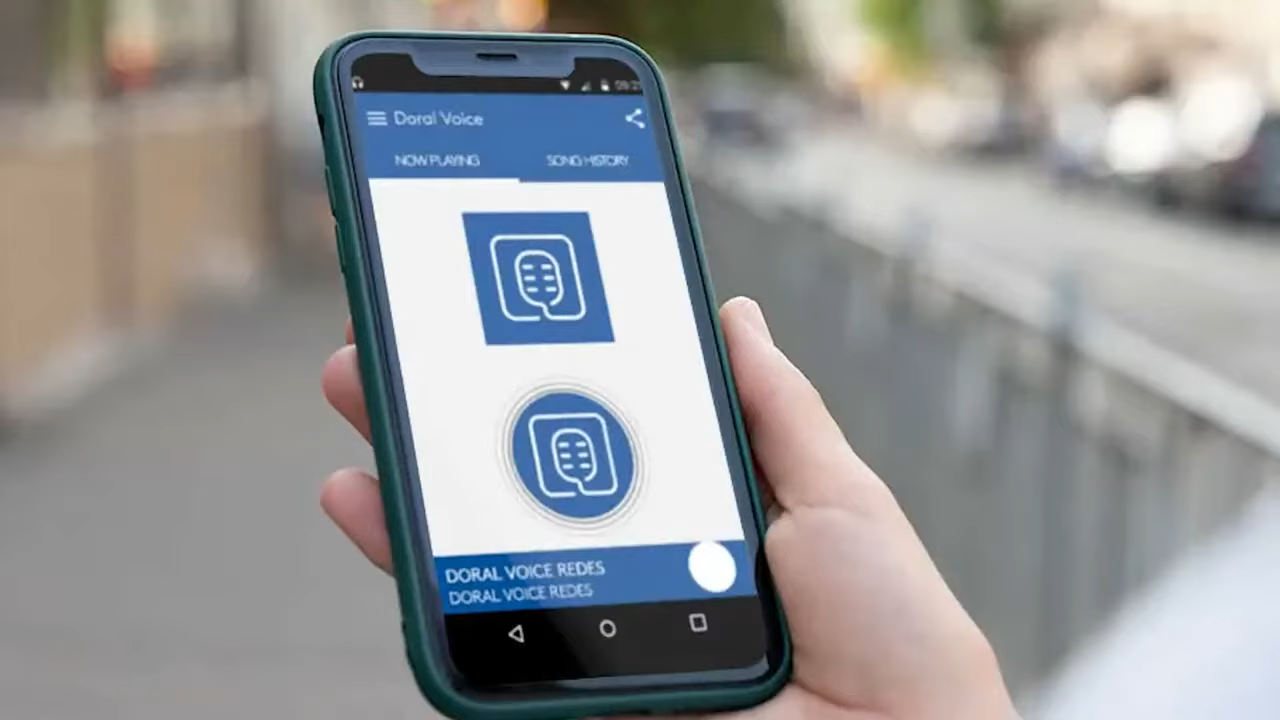 Doral Voice
NOW PLAYING
SONG HISTORY
DORAL VOICE REDES
DORAL VOICE REDES